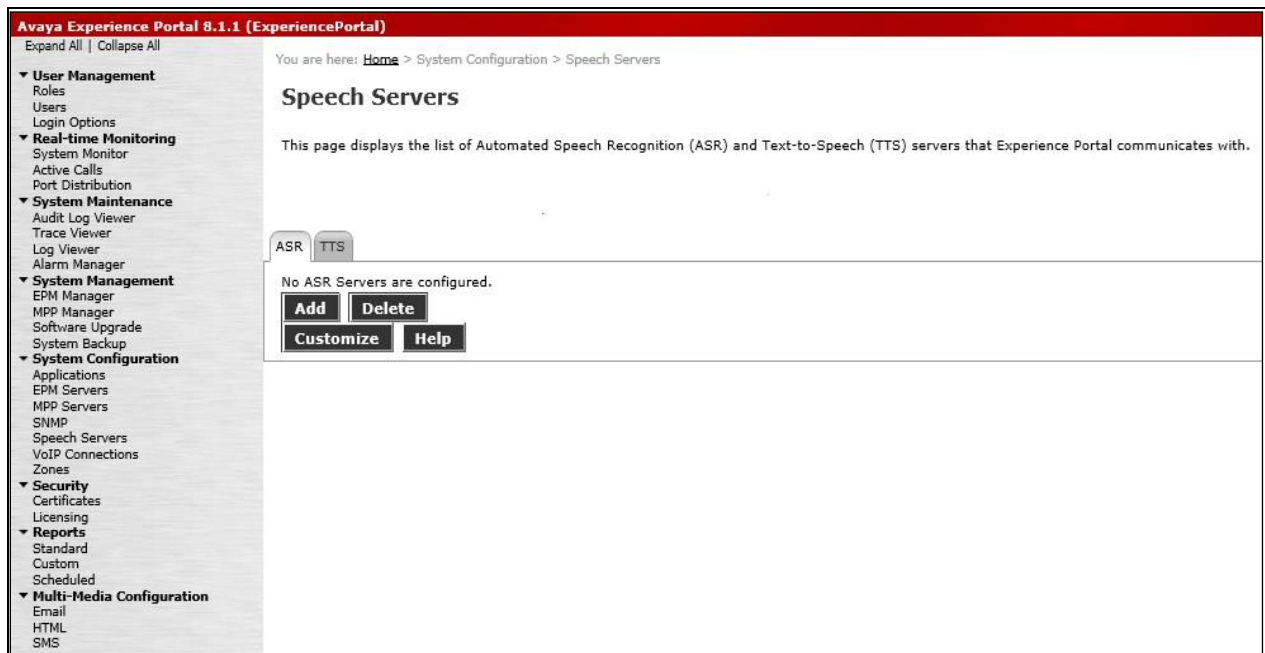 Avaya Experience Portal 8.1.1 (ExperiencePortal)
Expand All | Collapse All
▼ User Management
Roles
Users
Login Options
▼ Real-time Monitoring
System Monitor
Active Calls
Port Distribution
▼ System Maintenance
Audit Log Viewer
Trace Viewer
Log Viewer
Alarm Manager
▼ System Management
EPM Manager
MPP Manager
Software Upgrade
System Backup
▼ System Configuration
Applications
EPM Servers
MPP Servers
SNMP
Speech Servers
VoIP Connections
Zones
▼ Security
Certificates
Licensing
▼ Reports
Standard
Custom
Scheduled
▼ Multi-Media Configuration
Email
HTML
SMS
You are here: Home > System Configuration > Speech Servers
Speech Servers
This page displays the list of Automated Speech Recognition (ASR) and Text-to-Speech (TTS) servers that Experience Portal communicates with.
ASR TTS
No ASR Servers are configured.
Add Delete
Customize Help